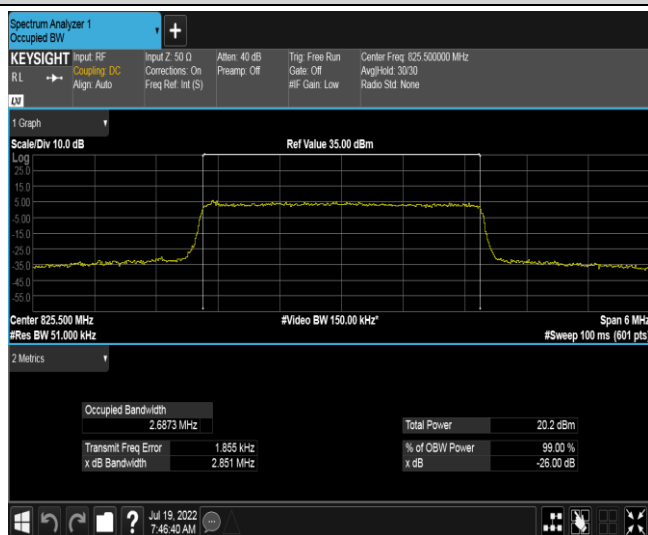 Spectrum Analyzer 1
Occupied BW
+
KEYSIGHT
R L
LXI
Input: RF
Coupling: DC
Align: Auto
Input Z: 50 Ω
Corrections: On
Freq Ref: Int (S)
Atten: 40 dB
Preamp: Off
Trig: Free Run
Gate: Off
#IF Gain: Low
Center Freq: 825.500000 MHz
Avg|Hold: 30/30
Radio Std: None
1 Graph
Scale/Div 10.0 dB
Ref Value 35.00 dBm
Log
25.0
15.0
5.00
-5.00
-15.0
-25.0
-35.0
-45.0
-55.0
Center 825.500 MHz
#Video BW 150.00 kHz*
Span 6 MHz
#Res BW 51.000 kHz
#Sweep 100 ms (601 pts)
2 Metrics
Occupied Bandwidth
2.6873 MHz
Total Power 20.2 dBm
Transmit Freq Error 1.855 kHz
% of OBW Power 99.00 %
x dB Bandwidth 2.851 MHz
x dB -26.00 dB
?
Jul 19, 2022
7:46:40 AM